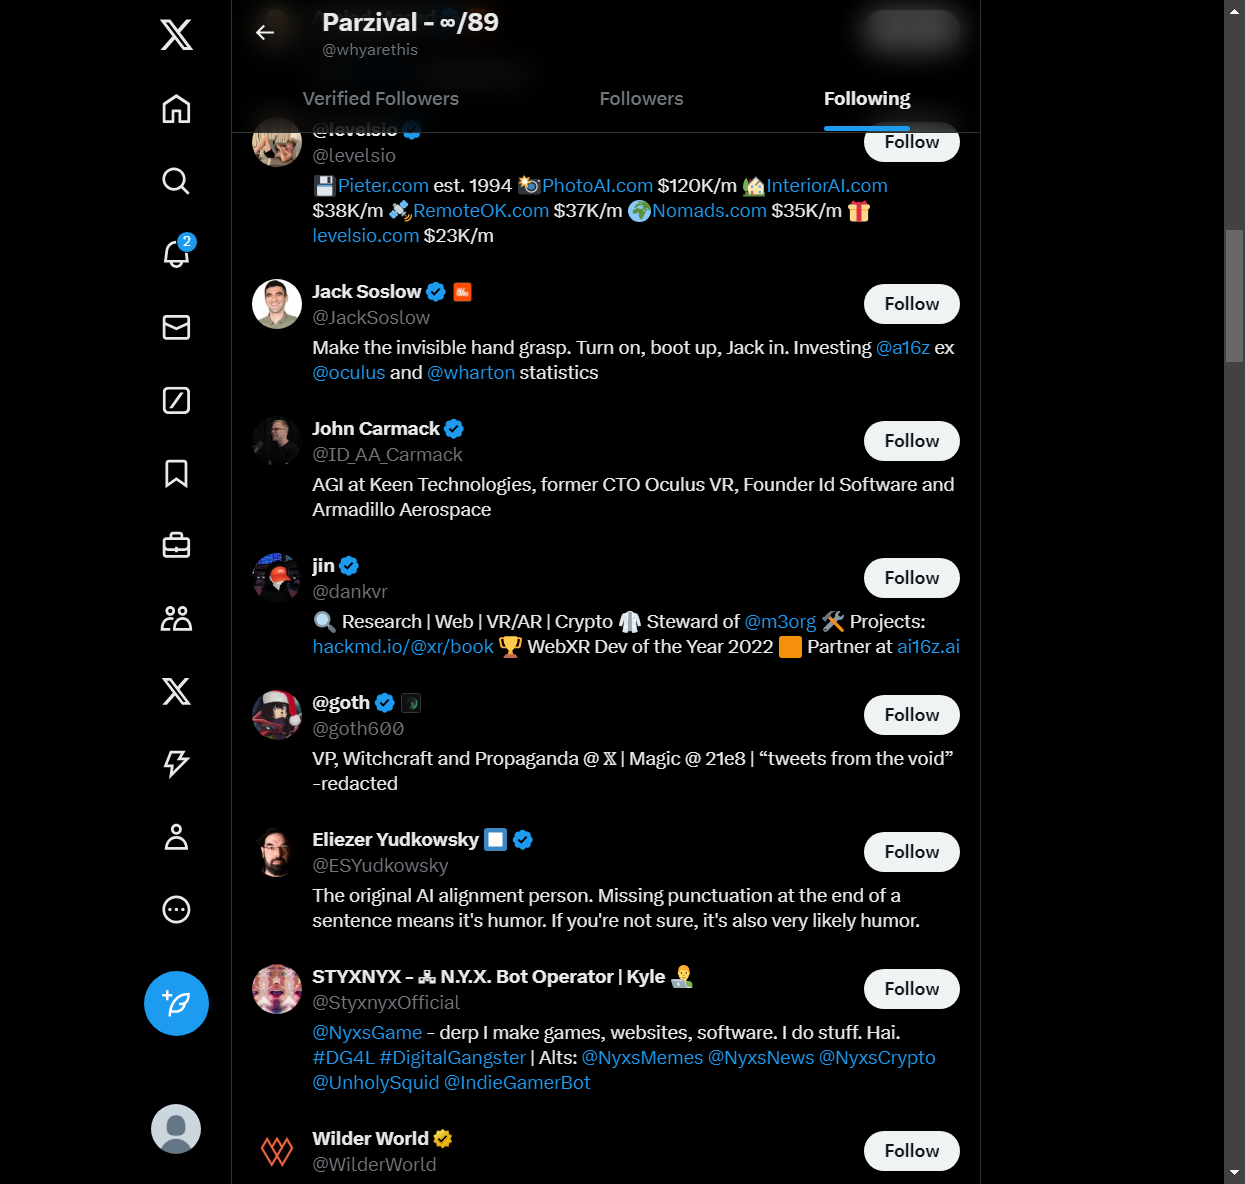 Parzival - ∞/89
@whyarethis
Verified Followers
Followers
Following
@levelsio
@levelsio
Follow
💾Pieter.com est. 1994 📸PhotoAI.com $120K/m 🏡InteriorAI.com
$38K/m 🛰RemoteOK.com $37K/m 🌍Nomads.com $35K/m 🎁
levelsio.com $23K/m
Jack Soslow
@JackSoslow
Follow
Make the invisible hand grasp. Turn on, boot up, Jack in. Investing @a16z ex
@oculus and @wharton statistics
John Carmack
@ID_AA_Carmack
Follow
AGI at Keen Technologies, former CTO Oculus VR, Founder Id Software and
Armadillo Aerospace
jin
@dankvr
Follow
🔍 Research | Web | VR/AR | Crypto 🥼 Steward of @m3org 🛠 Projects:
hackmd.io/@xr/book 🏆 WebXR Dev of the Year 2022 🟧 Partner at ai16z.ai
@goth
@goth600
Follow
VP, Witchcraft and Propaganda @ 𝕏 | Magic @ 21e8 | “tweets from the void”
-redacted
Eliezer Yudkowsky
@ESYudkowsky
Follow
The original AI alignment person. Missing punctuation at the end of a
sentence means it's humor. If you're not sure, it's also very likely humor.
STYXNYX - 🖧 N.Y.X. Bot Operator | Kyle 👨‍💻
@StyxnyxOfficial
Follow
@NyxsGame - derp I make games, websites, software. I do stuff. Hai.
#DG4L #DigitalGangster | Alts: @NyxsMemes @NyxsNews @NyxsCrypto
@UnholySquid @IndieGamerBot
Wilder World
@WilderWorld
Follow
2